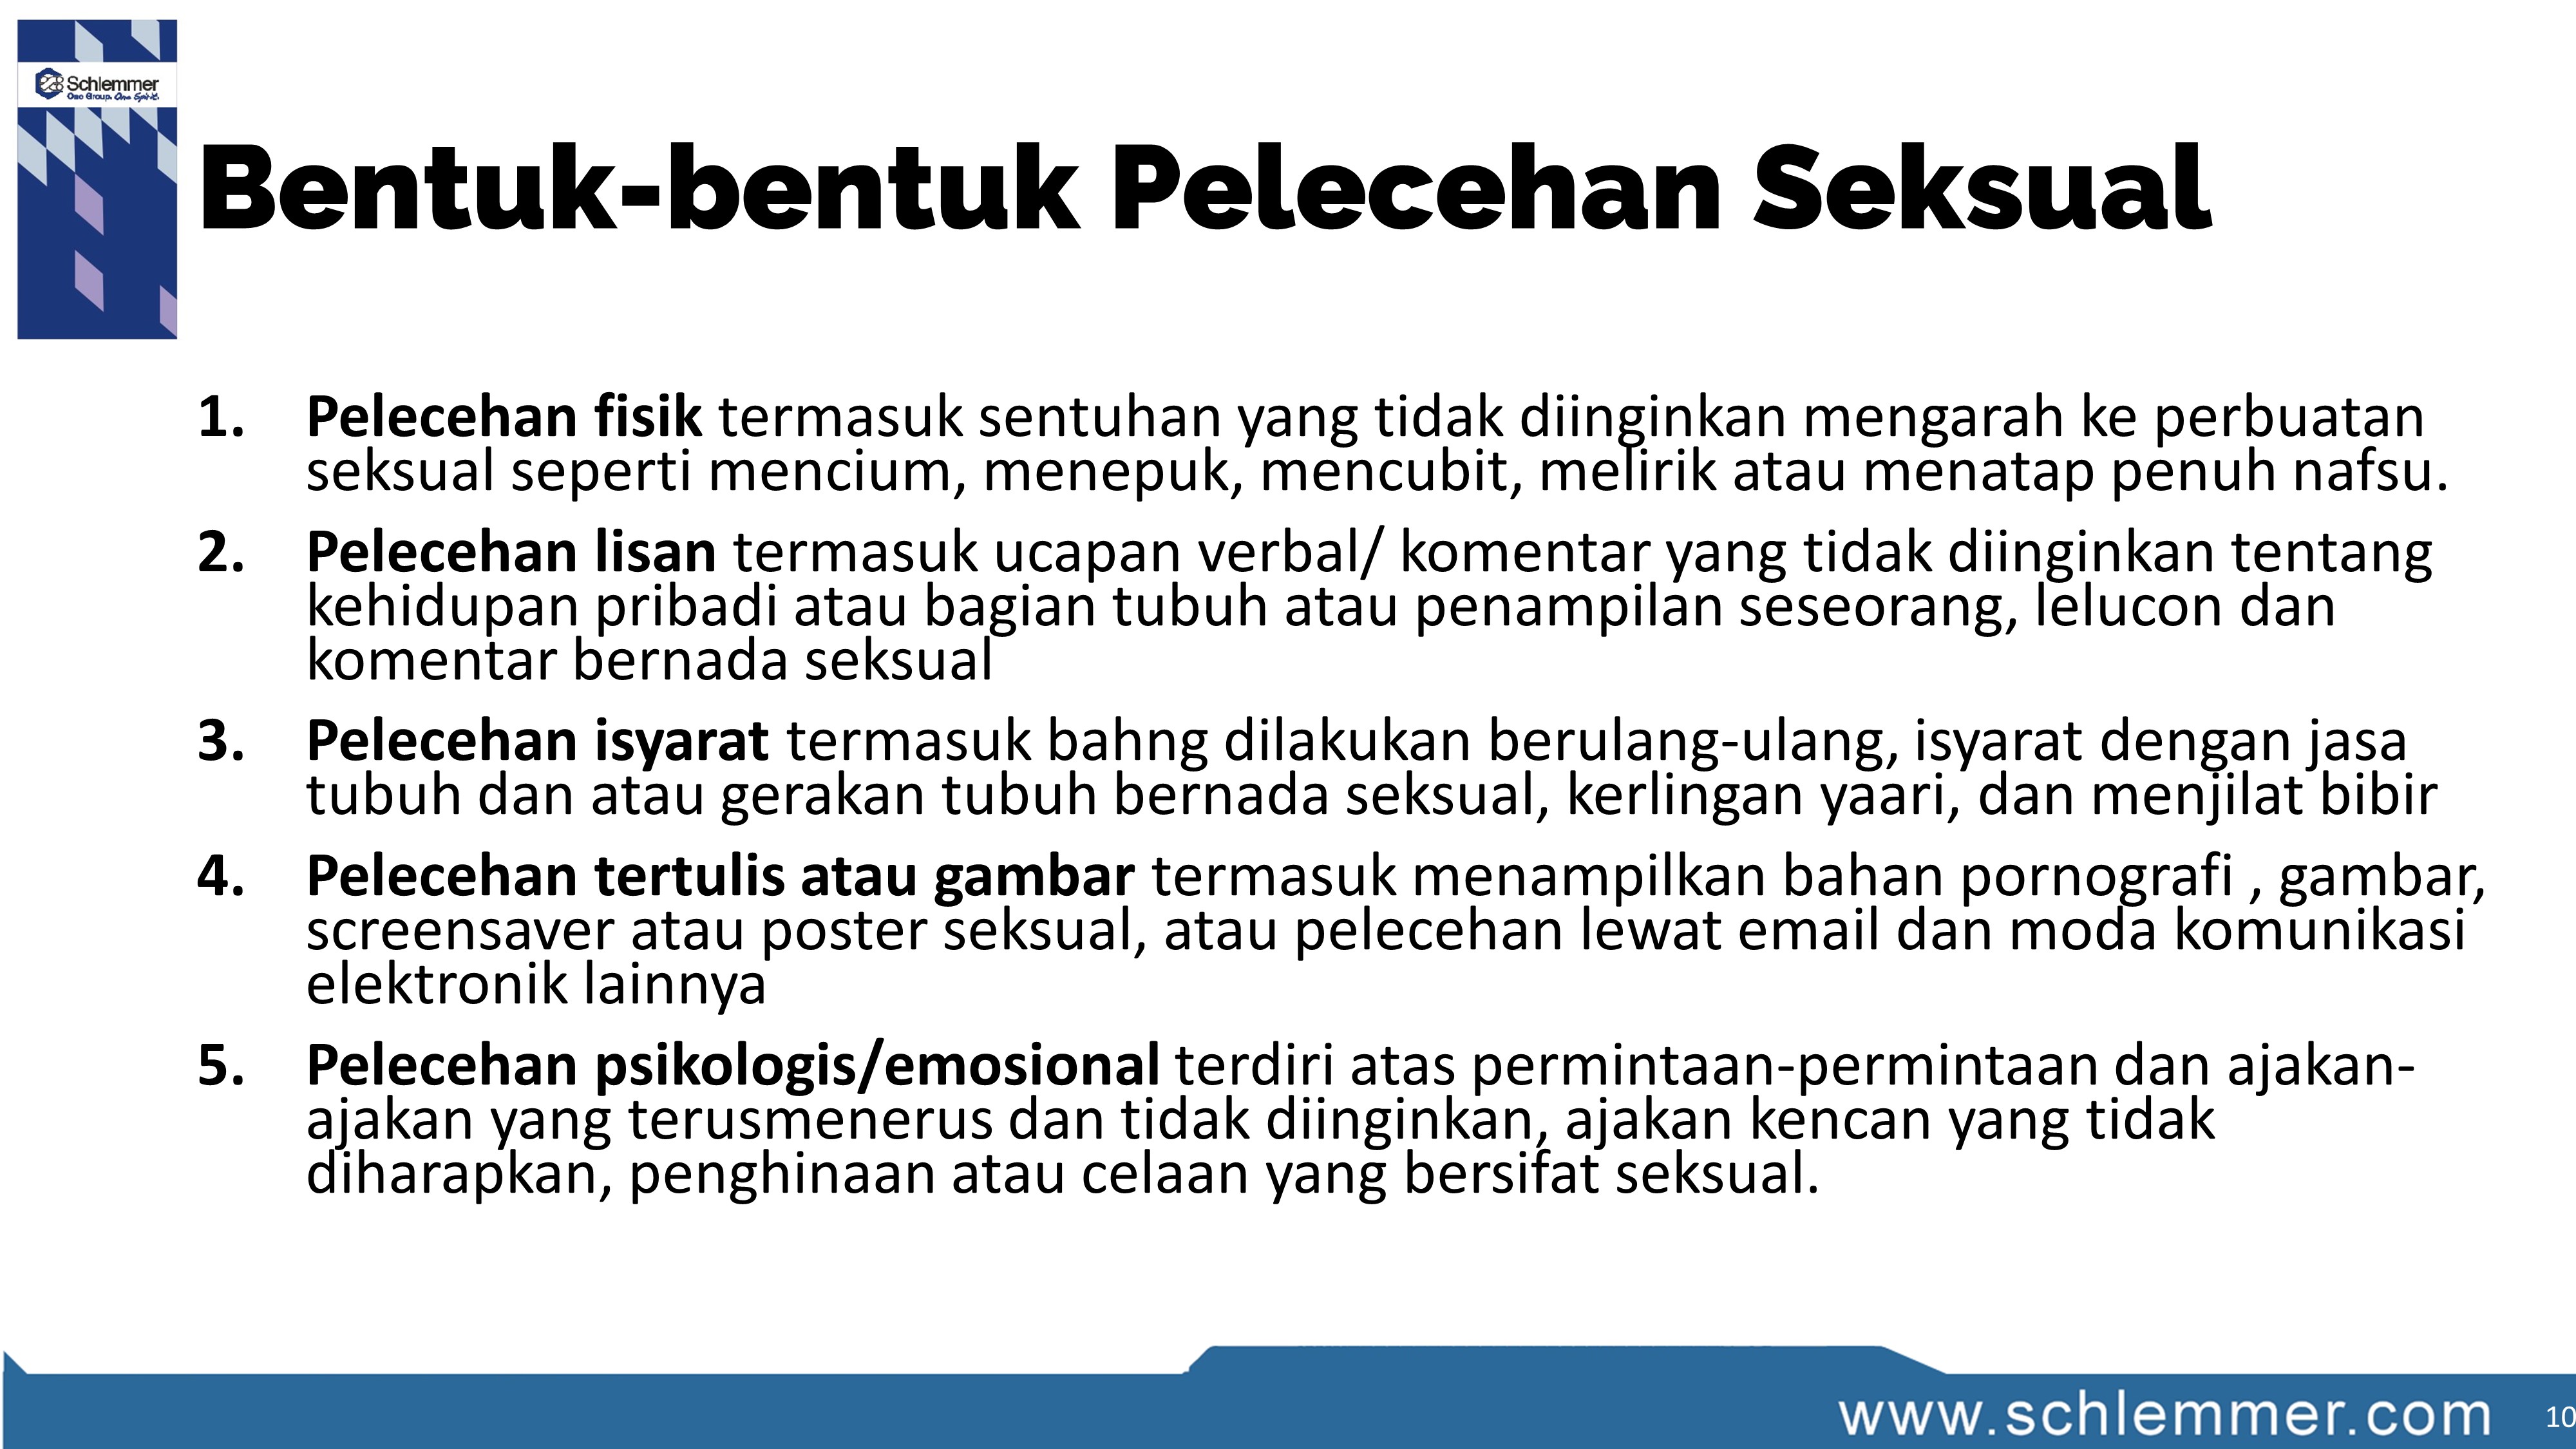 Schlemmer
One Group. One Spirit.
Bentuk-bentuk Pelecehan Seksual
1. Pelecehan fisik termasuk sentuhan yang tidak diinginkan mengarah ke perbuatan
seksual seperti mencium, menepuk, mencubit, melirik atau menatap penuh nafsu.
2. Pelecehan lisan termasuk ucapan verbal/ komentar yang tidak diinginkan tentang
kehidupan pribadi atau bagian tubuh atau penampilan seseorang, lelucon dan
komentar bernada seksual
3. Pelecehan isyarat termasuk bahng dilakukan berulang-ulang, isyarat dengan jasa
tubuh dan atau gerakan tubuh bernada seksual, kerlingan yaari, dan menjilat bibir
4. Pelecehan tertulis atau gambar termasuk menampilkan bahan pornografi , gambar,
screensaver atau poster seksual, atau pelecehan lewat email dan moda komunikasi
elektronik lainnya
5. Pelecehan psikologis/emosional terdiri atas permintaan-permintaan dan ajakan-
ajakan yang terusmenerus dan tidak diinginkan, ajakan kencan yang tidak
diharapkan, penghinaan atau celaan yang bersifat seksual.
www.schlemmer.com
10